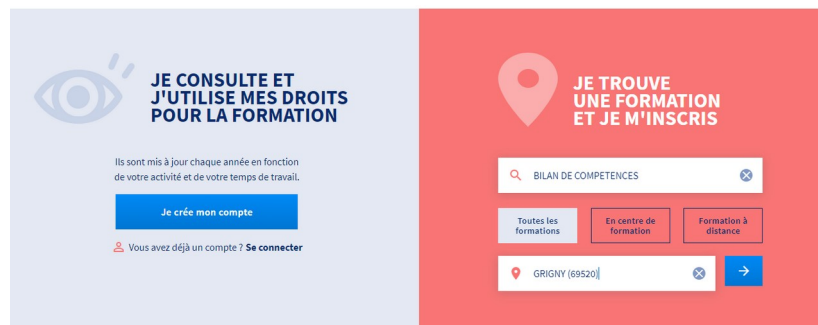 JE CONSULTE ET
J'UTILISE MES DROITS
POUR LA FORMATION
Ils sont mis à jour chaque année en fonction
de votre activité et de votre temps de travail.
Je crée mon compte
Vous avez déjà un compte ? Se connecter
JE TROUVE
UNE FORMATION
ET JE M'INSCRIS
BILAN DE COMPETENCES
Toutes les
formations
En centre de
formation
Formation à
distance
GRIGNY (69520)